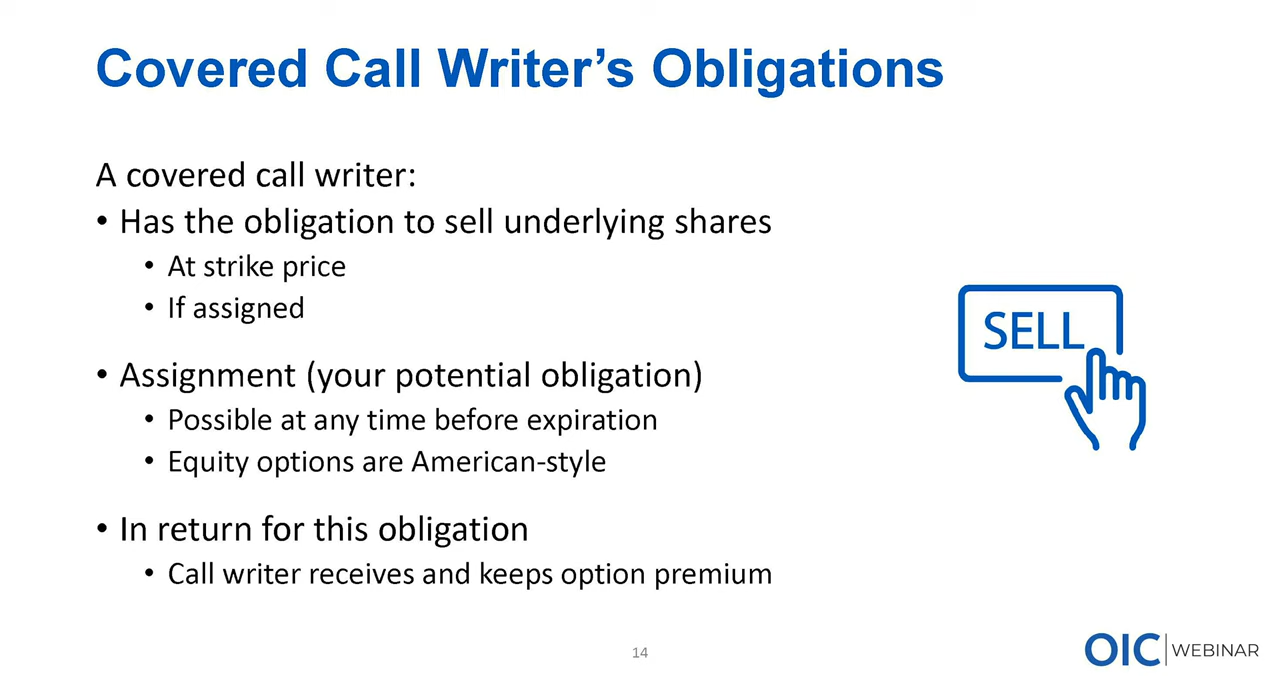 Covered Call Writer’s Obligations
A covered call writer:
• Has the obligation to sell underlying shares
• At strike price
• If assigned
SELL
• Assignment (your potential obligation)
• Possible at any time before expiration
• Equity options are American-style
• In return for this obligation
• Call writer receives and keeps option premium
14
OIC WEBINAR